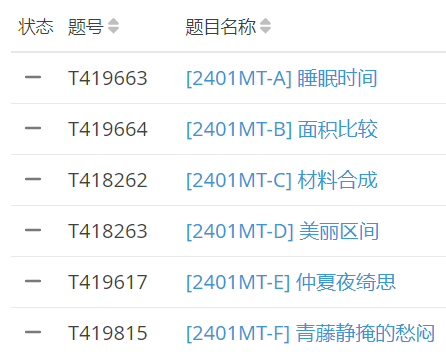 状态 题号 题目名称
— T419663 [2401MT-A] 睡眠时间
— T419664 [2401MT-B] 面积比较
— T418262 [2401MT-C] 材料合成
— T418263 [2401MT-D] 美丽区间
— T419617 [2401MT-E] 仲夏夜绮思
— T419815 [2401MT-F] 青藤静掩的愁闷